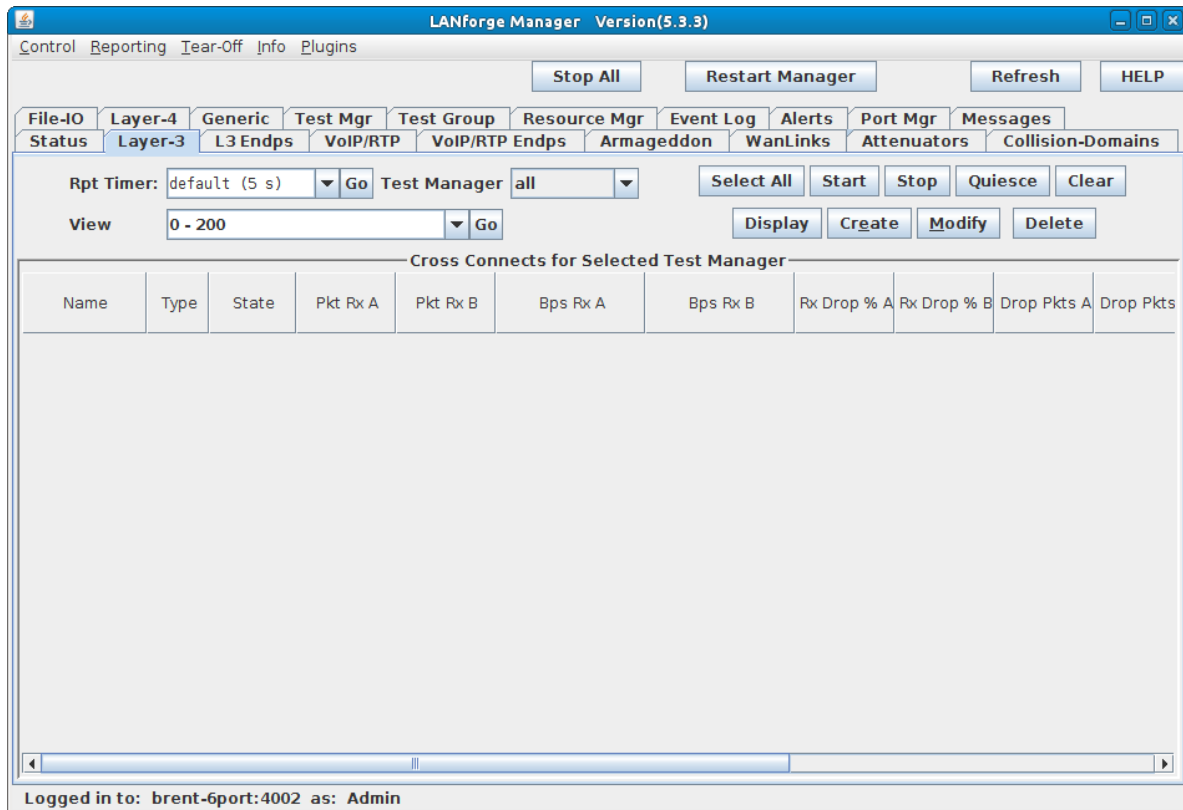 LANforge Manager Version(5.3.3)
Control Reporting Tear-Off Info Plugins
Stop All Restart Manager Refresh HELP
File-IO Layer-4 Generic Test Mgr Test Group Resource Mgr Event Log Alerts Port Mgr Messages
Status Layer-3 L3 Endps VoIP/RTP VoIP/RTP Endps Armageddon WanLinks Attenuators Collision-Domains
Rpt Timer: default (5 s) Go Test Manager all Select All Start Stop Quiesce Clear
View 0 - 200 Go Display Create Modify Delete
Cross Connects for Selected Test Manager
Name Type State Pkt Rx A Pkt Rx B Bps Rx A Bps Rx B Rx Drop % A Rx Drop % B Drop Pkts A Drop Pkts
Logged in to: brent-6port:4002 as: Admin